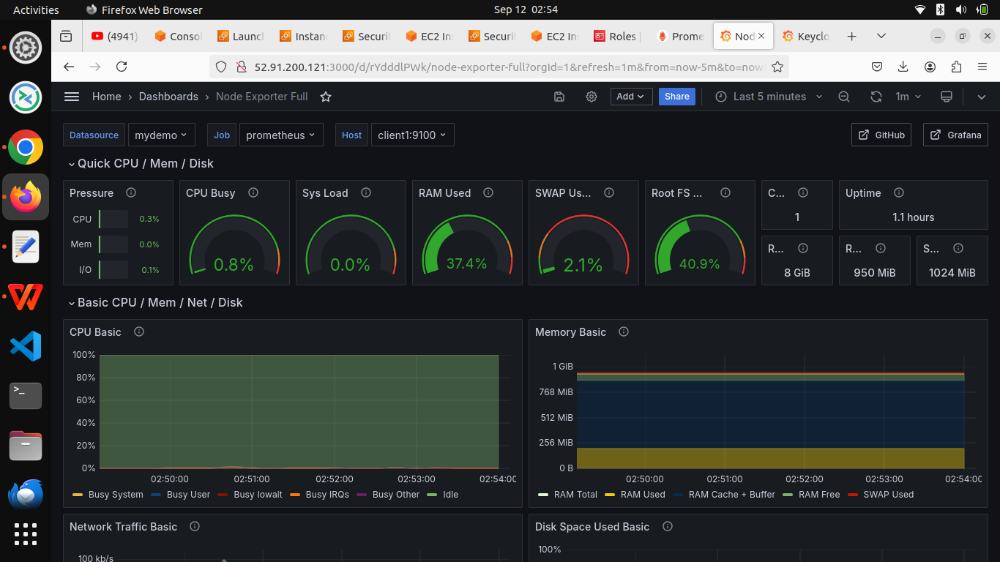 Activities Firefox Web Browser Sep 12 02:54
(4941) Conso Launch Instan Securit EC2 Ins Securit EC2 Ins Roles Prome Nod Keyclo
52.91.200.121:3000/d/rYdddlPWk/node-exporter-full?orgId=1&refresh=1m&from=now-5m&to=now
Home › Dashboards › Node Exporter Full Add Share Last 5 minutes 1m
Datasource mydemo Job prometheus Host client1:9100 GitHub Grafana
Quick CPU / Mem / Disk
Pressure CPU Busy Sys Load RAM Used SWAP Us... Root FS ... C... Uptime
CPU 0.3% 1 1.1 hours
Mem 0.0%
R... R... S...
I/O 0.1% 0.8% 0.0% 37.4% 2.1% 40.9% 8 GiB 950 MiB 1024 MiB
Basic CPU / Mem / Net / Disk
CPU Basic
100%
80%
60%
40%
20%
0%
02:50:00 02:51:00 02:52:00 02:53:00 02:54:00
Busy System Busy User Busy Iowait Busy IRQs Busy Other Idle
Memory Basic
1 GiB
768 MiB
512 MiB
256 MiB
0 B
02:50:00 02:51:00 02:52:00 02:53:00 02:54:00
RAM Total RAM Used RAM Cache + Buffer RAM Free SWAP Used
Network Traffic Basic
100 kb/s
Disk Space Used Basic
100%